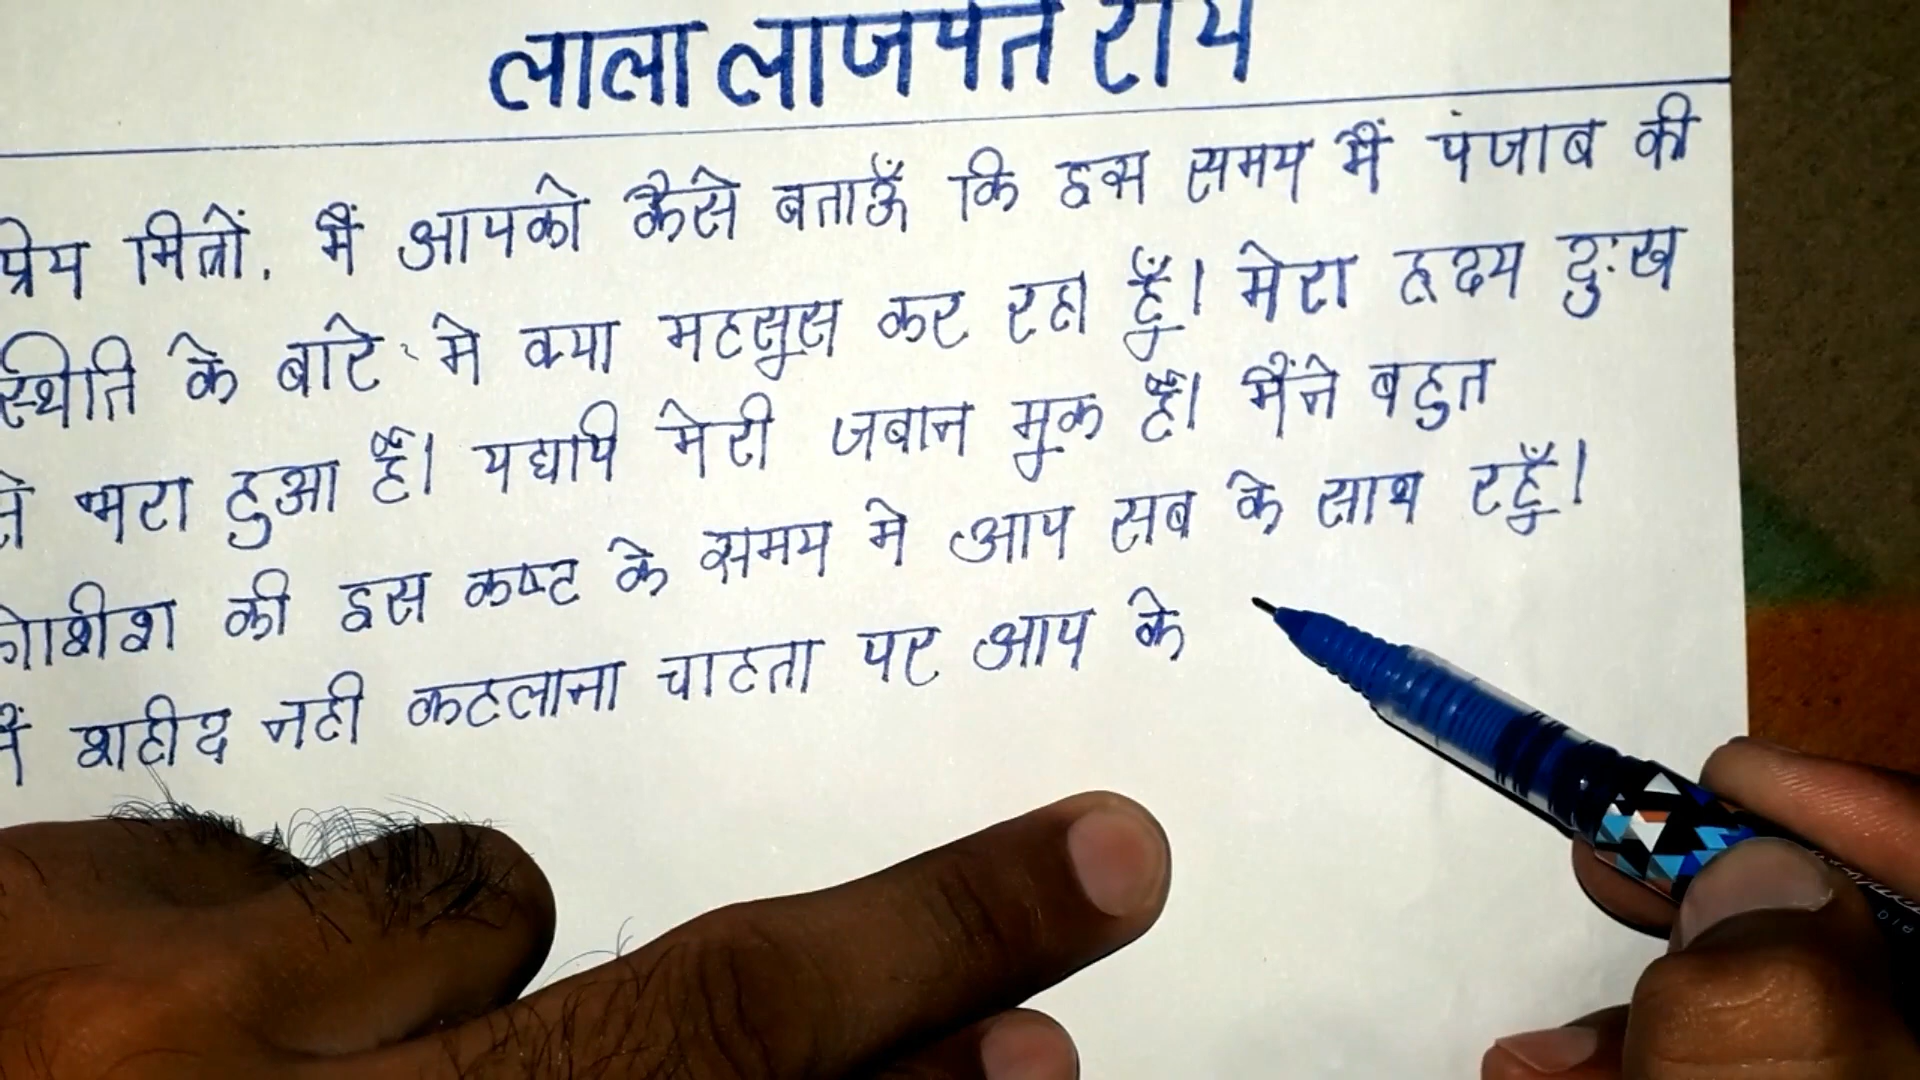 लाला लाजपत राय
प्रिय मित्रों, मैं आपको कैसे बताऊँ कि इस समय मैं पंजाब की
स्थिति के बारे में क्या महसूस कर रहा हूँ। मेरा हृदय दुःख
से भरा हुआ है। यद्यपि मेरी जबान मूक है। मैंने बहुत
कोशीश की इस कष्ट के समय मे आप सब के साथ रहूँ।
मैं शहीद नही कहलाना चाहता पर आप के